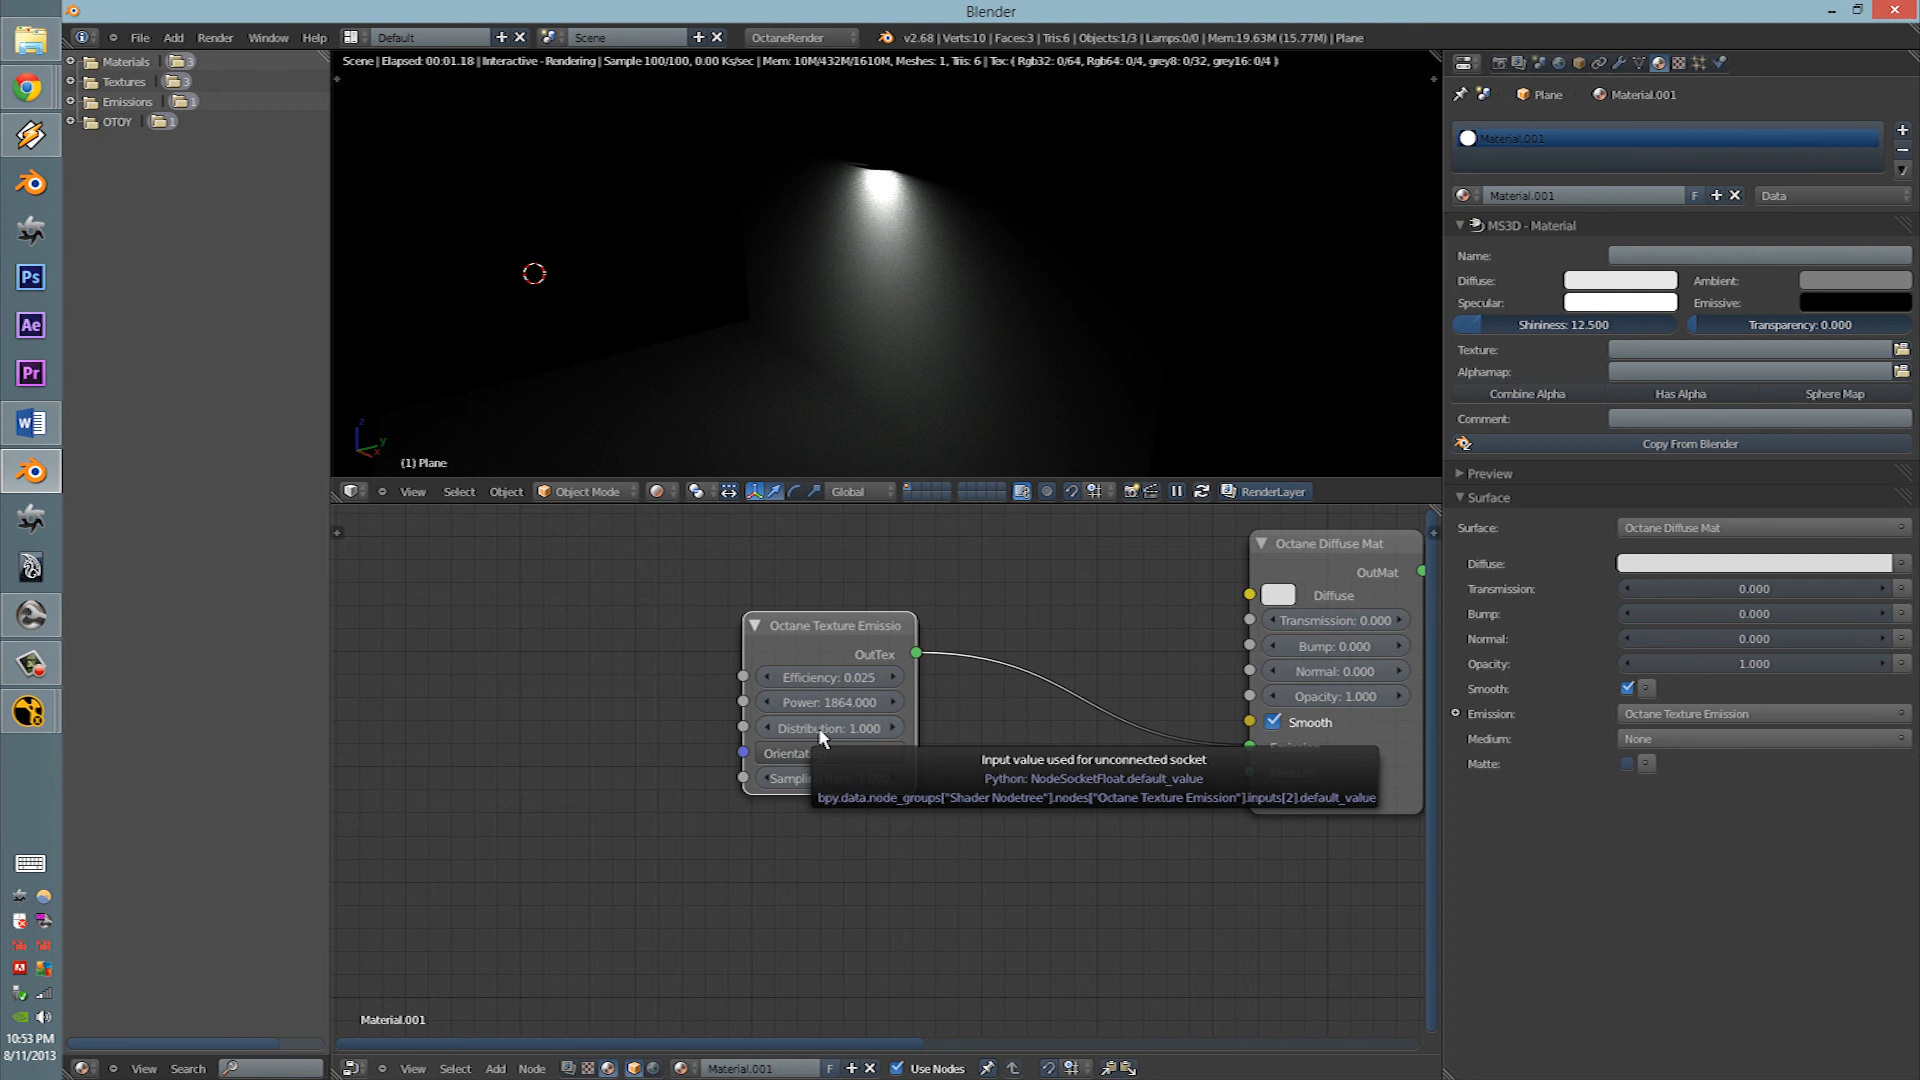 Blender
File Add Render Window Help
Default
Scene
OctaneRender
v2.68 | Verts:10 | Faces:3 | Tris:6 | Objects:1/3 | Lamps:0/0 | Mem:19.63M (15.77M) | Plane
Materials 3
Textures 3
Emissions 1
OTOY 1
Scene | Elapsed: 00:01.18 | Interactive - Rendering | Sample 100/100, 0.00 Ks/sec | Mem: 10M/432M/1610M, Meshes: 1, Tris: 6 | Tex: ( Rgb32: 0/64, Rgb64: 0/4, grey8: 0/32, grey16: 0/4 )
z
y
x
(1) Plane
View Select Object Object Mode Global RenderLayer
Octane Texture Emissio
OutTex
Efficiency: 0.025
Power: 1864.000
Distribution: 1.000
Orientat
Sampl
Octane Diffuse Mat
OutMat
Diffuse
Transmission: 0.000
Bump: 0.000
Normal: 0.000
Opacity: 1.000
Smooth
Input value used for unconnected socket
Python: NodeSocketFloat.default_value
bpy.data.node_groups["Shader Nodetree"].nodes["Octane Texture Emission"].inputs[2].default_value
Material.001
View Search
View Select Add Node
Material.001
F
Use Nodes
Plane
Material.001
Material.001
Material.001
F
Data
MS3D - Material
Name:
Diffuse:
Ambient:
Specular:
Emissive:
Shininess: 12.500
Transparency: 0.000
Texture:
Alphamap:
Combine Alpha
Has Alpha
Sphere Map
Comment:
Copy From Blender
Preview
Surface
Surface: Octane Diffuse Mat
Diffuse:
Transmission: 0.000
Bump: 0.000
Normal: 0.000
Opacity: 1.000
Smooth:
Emission: Octane Texture Emission
Medium: None
Matte:
Ps
Ae
Pr
W
10:53 PM
8/11/2013